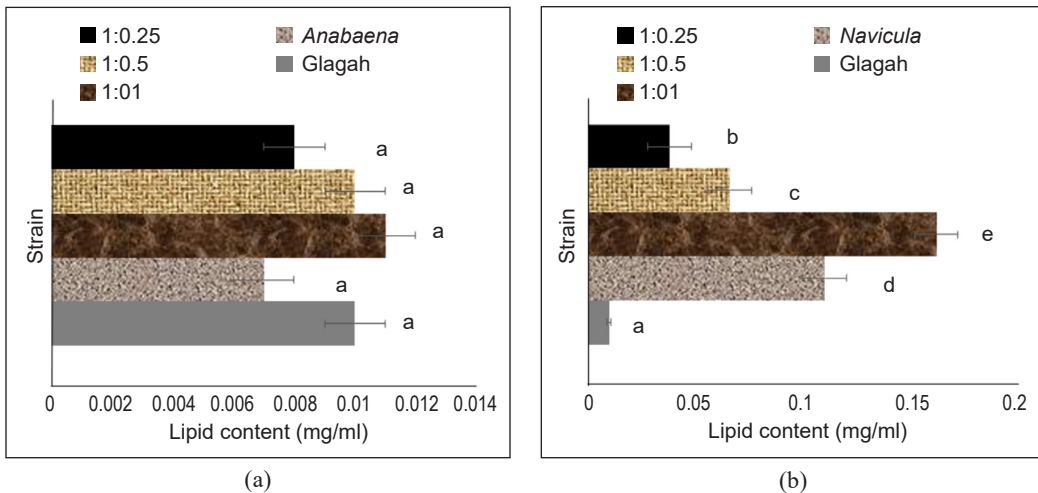 1:0.25
Anabaena
1:0.5
Glagah
1:01
Strain
a
a
a
a
a
0 0.002 0.004 0.006 0.008 0.01 0.012 0.014
Lipid content (mg/ml)
(a)
1:0.25
Navicula
1:0.5
Glagah
1:01
Strain
b
c
e
d
a
0 0.05 0.1 0.15 0.2
Lipid content (mg/ml)
(b)